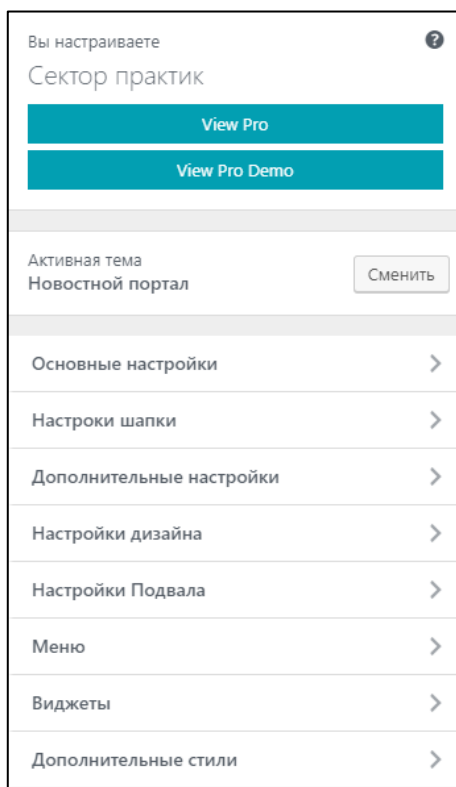 Вы настраиваете
Сектор практик
View Pro
View Pro Demo
Активная тема
Новостной портал
Сменить
Основные настройки
Настроки шапки
Дополнительные настройки
Настройки дизайна
Настройки Подвала
Меню
Виджеты
Дополнительные стили